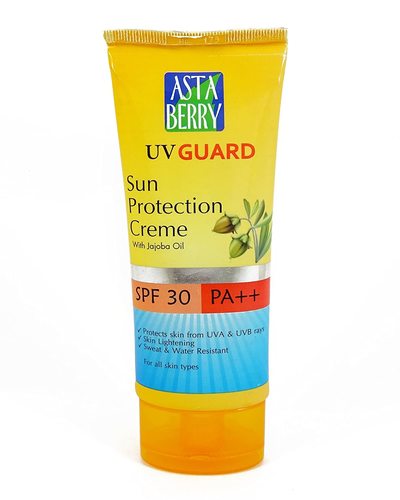 ASTA
BERRY
UV GUARD
Sun
Protection
Creme
With Jajoba Oil
SPF 30 PA++
✓ Protects skin from UVA & UVB rays
✓ Skin Lightening
✓ Sweat & Water Resistant
For all skin types